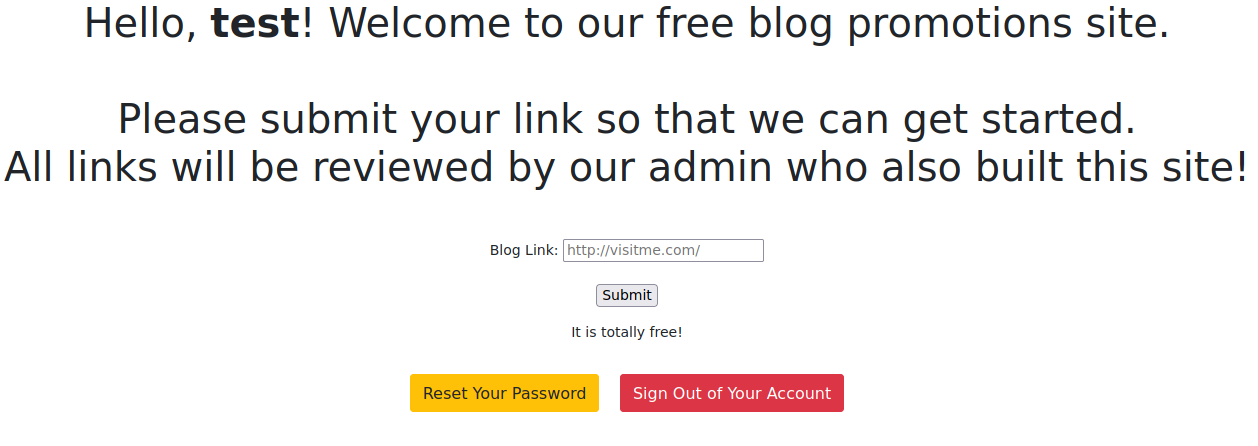 Hello, test! Welcome to our free blog promotions site.
Please submit your link so that we can get started.
All links will be reviewed by our admin who also built this site!
Blog Link: http://visitme.com/
Submit
It is totally free!
Reset Your Password Sign Out of Your Account